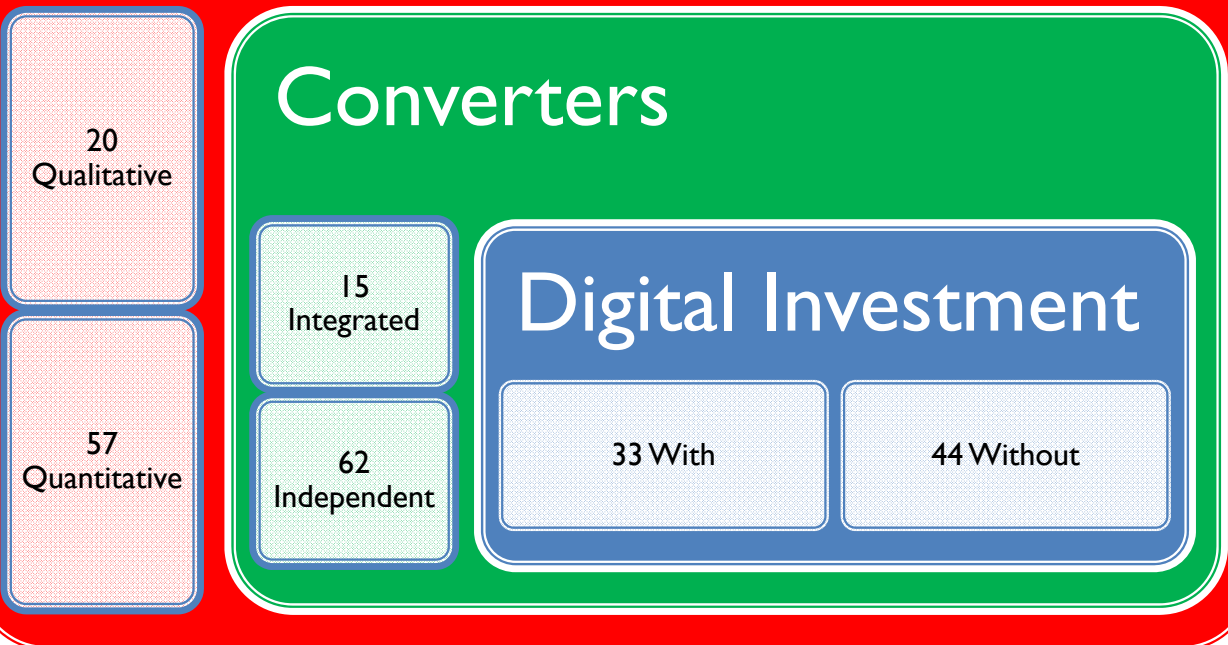 20
Qualitative
57
Quantitative
Converters
15
Integrated
62
Independent
Digital Investment
33 With
44 Without